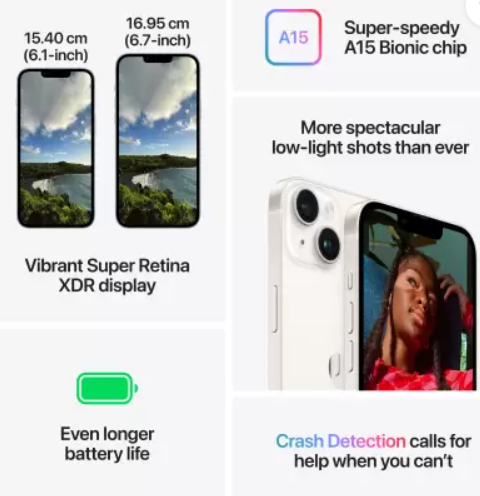 15.40 cm
(6.1-inch)
16.95 cm
(6.7-inch)
Vibrant Super Retina
XDR display
Even longer
battery life
A15
Super-speedy
A15 Bionic chip
More spectacular
low-light shots than ever
Crash Detection calls for
help when you can't